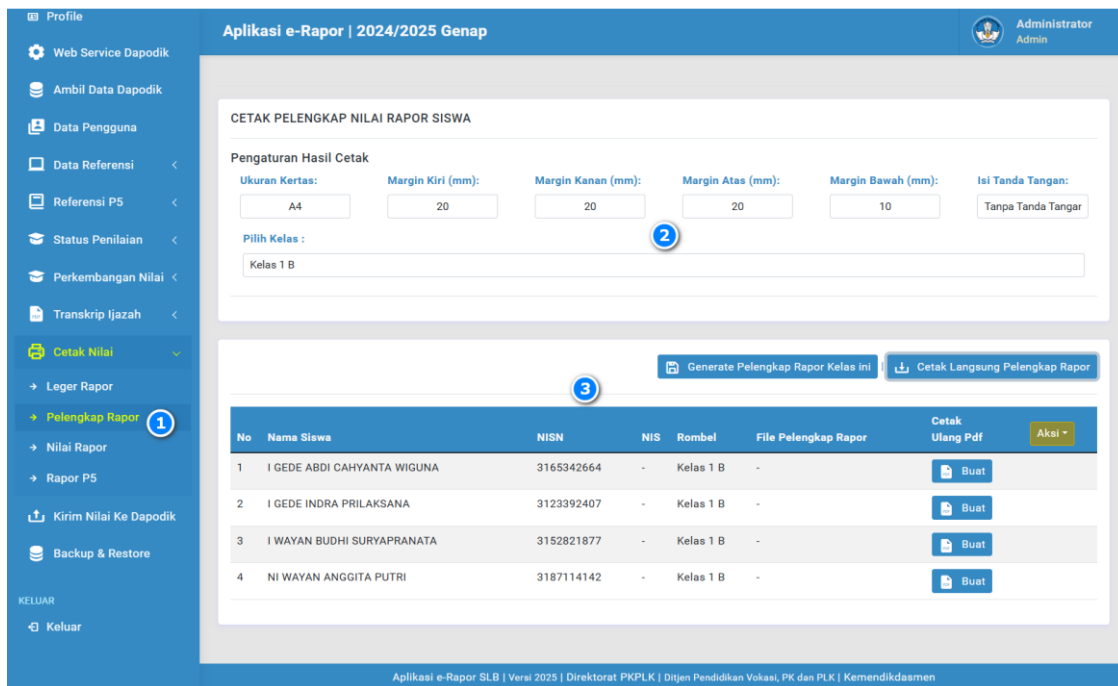 Profile
Web Service Dapodik
Ambil Data Dapodik
Data Pengguna
Data Referensi
Referensi P5
Status Penilaian
Perkembangan Nilai
Transkrip Ijazah
Cetak Nilai
Leger Rapor
Pelengkap Rapor
1
Nilai Rapor
Rapor P5
Kirim Nilai Ke Dapodik
Backup & Restore
KELUAR
Keluar
Aplikasi e-Rapor | 2024/2025 Genap
Administrator
Admin
CETAK PELENGKAP NILAI RAPOR SISWA
Pengaturan Hasil Cetak
Ukuran Kertas: Margin Kiri (mm): Margin Kanan (mm): Margin Atas (mm): Margin Bawah (mm): Isi Tanda Tangan:
A4 20 20 20 10 Tanpa Tanda Tangan
Pilih Kelas :
2
Kelas 1 B
Generate Pelengkap Rapor Kelas ini | Cetak Langsung Pelengkap Rapor
3
No Nama Siswa NISN NIS Rombel File Pelengkap Rapor Cetak Ulang Pdf Aksi
1 I GEDE ABDI CAHYANTA WIGUNA 3165342664 - Kelas 1 B - Buat
2 I GEDE INDRA PRILAKSANA 3123392407 - Kelas 1 B - Buat
3 I WAYAN BUDHI SURYAPRANATA 3152821877 - Kelas 1 B - Buat
4 NI WAYAN ANGGITA PUTRI 3187114142 - Kelas 1 B - Buat
Aplikasi e-Rapor SLB | Versi 2025 | Direktorat PKPLK | Ditjen Pendidikan Vokasi, PK dan PLK | Kemendikdasmen